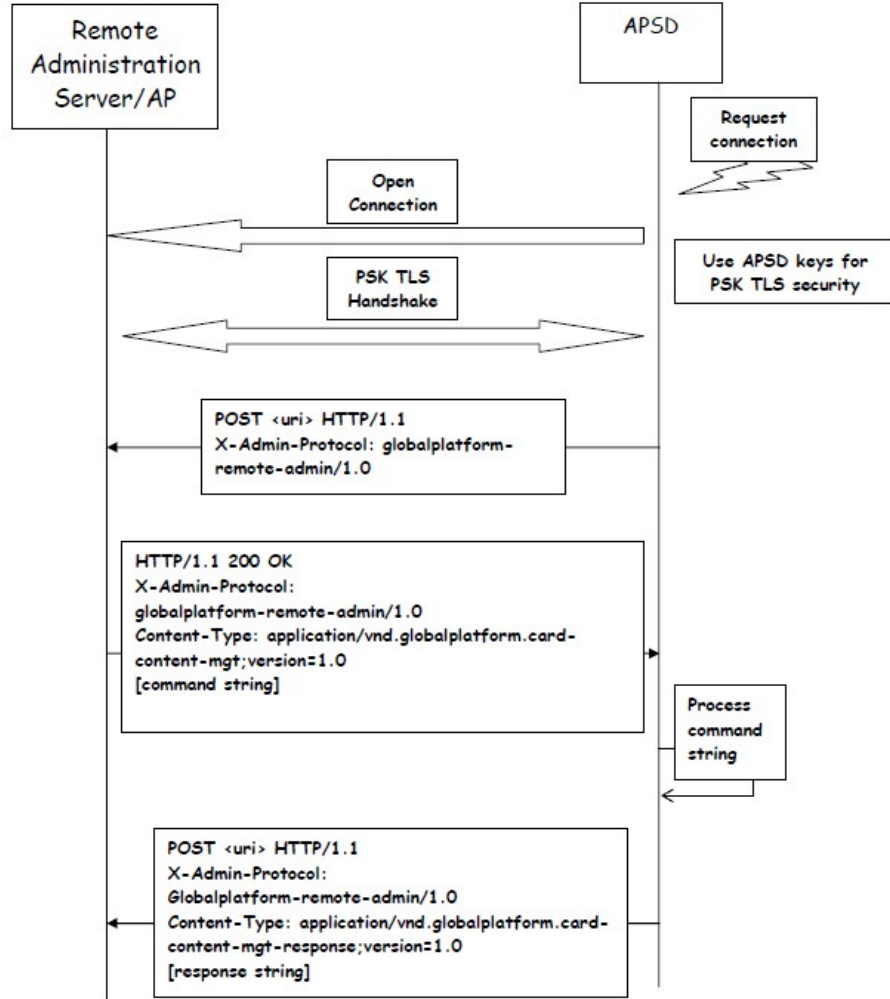 Remote
Administration
Server/AP
APSD
Request
connection
Open
Connection
Use APSD keys for
PSK TLS security
PSK TLS
Handshake
POST <uri> HTTP/1.1
X-Admin-Protocol: globalplatform-
remote-admin/1.0
HTTP/1.1 200 OK
X-Admin-Protocol:
globalplatform-remote-admin/1.0
Content-Type: application/vnd.globalplatform.card-
content-mgt;version=1.0
[command string]
Process
command
string
POST <uri> HTTP/1.1
X-Admin-Protocol:
Globalplatform-remote-admin/1.0
Content-Type: application/vnd.globalplatform.card-
content-mgt-response;version=1.0
[response string]